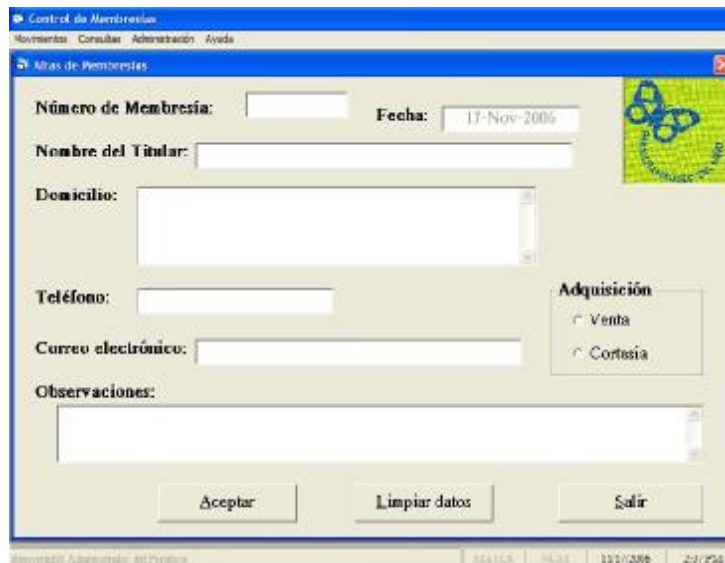 Control de Membresías
Movimientos Consultas Administración Ayuda
Altas de Membresías
Número de Membresía:
Fecha: 17-Nov-2006
Nombre del Titular:
Domicilio:
Teléfono:
Adquisición
Venta
Cortesía
Correo electrónico:
Observaciones:
Aceptar Limpiar datos Salir